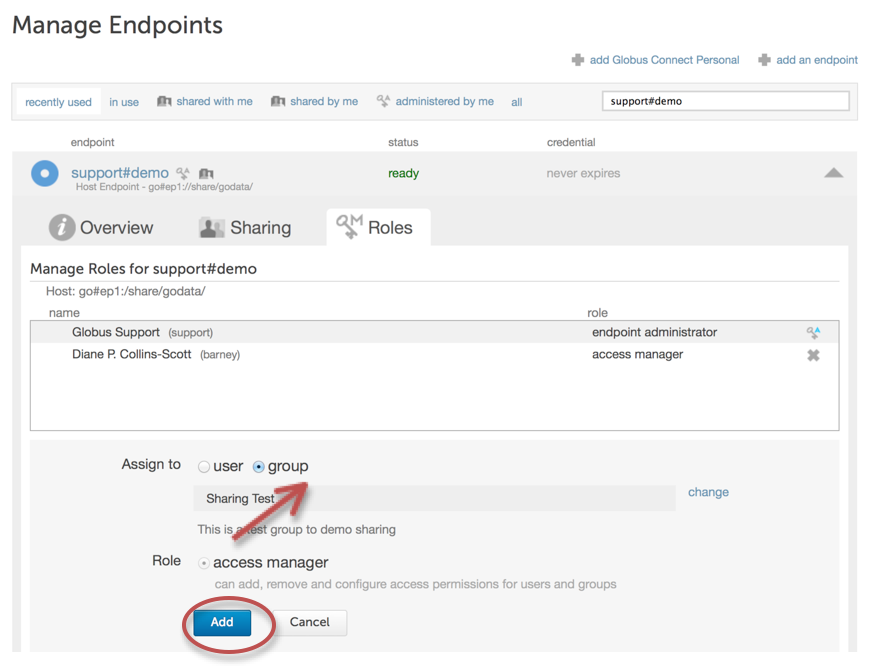 Manage Endpoints
add Globus Connect Personal add an endpoint
recently used in use shared with me shared by me administered by me all support#demo
endpoint status credential
support#demo ready never expires
Host Endpoint - go#ep1://share/godata/
Overview Sharing Roles
Manage Roles for support#demo
Host: go#ep1:/share/godata/
name role
Globus Support (support) endpoint administrator
Diane P. Collins-Scott (barney) access manager
Assign to user group
Sharing Test change
This is a test group to demo sharing
Role access manager
can add, remove and configure access permissions for users and groups
Add Cancel